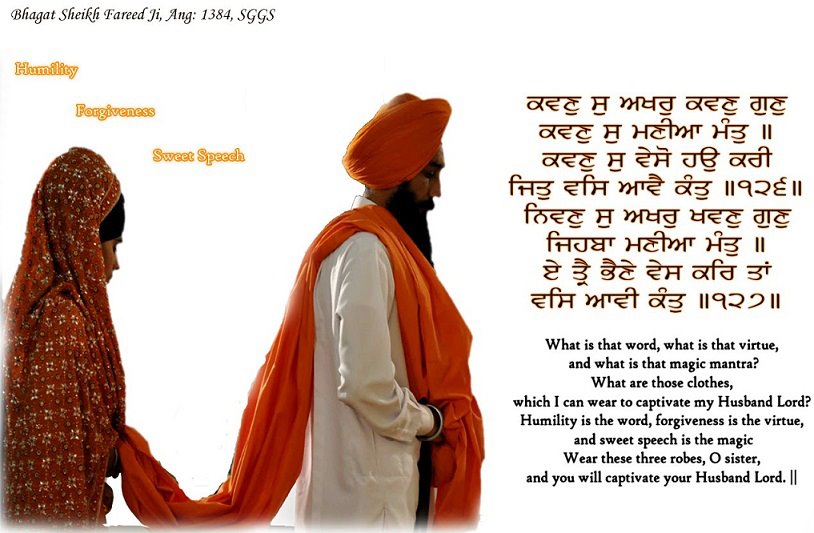 Bhagat Sheikh Fareed Ji, Ang: 1384, SGGS
Humility
Forgiveness
Sweet Speech
ਕਵਣੁ ਸੁ ਅਖਰੁ ਕਵਣੁ ਗੁਣੁ
ਕਵਣੁ ਸੁ ਮਣੀਆ ਮੰਤੁ ॥
ਕਵਣੁ ਸੁ ਵੇਸੋ ਹਉ ਕਰੀ
ਜਿਤੁ ਵਸਿ ਆਵੈ ਕੰਤੁ ॥੧੨੬॥
ਨਿਵਣੁ ਸੁ ਅਖਰੁ ਖਵਣੁ ਗੁਣੁ
ਜਿਹਬਾ ਮਣੀਆ ਮੰਤੁ ॥
ਏ ਤ੍ਰੈ ਭੈਣੇ ਵੇਸ ਕਰਿ ਤਾਂ
ਵਸਿ ਆਵੀ ਕੰਤੁ ॥੧੨੭॥
What is that word, what is that virtue,
and what is that magic mantra?
What are those clothes,
which I can wear to captivate my Husband Lord?
Humility is the word, forgiveness is the virtue,
and sweet speech is the magic
Wear these three robes, O sister,
and you will captivate your Husband Lord. ||